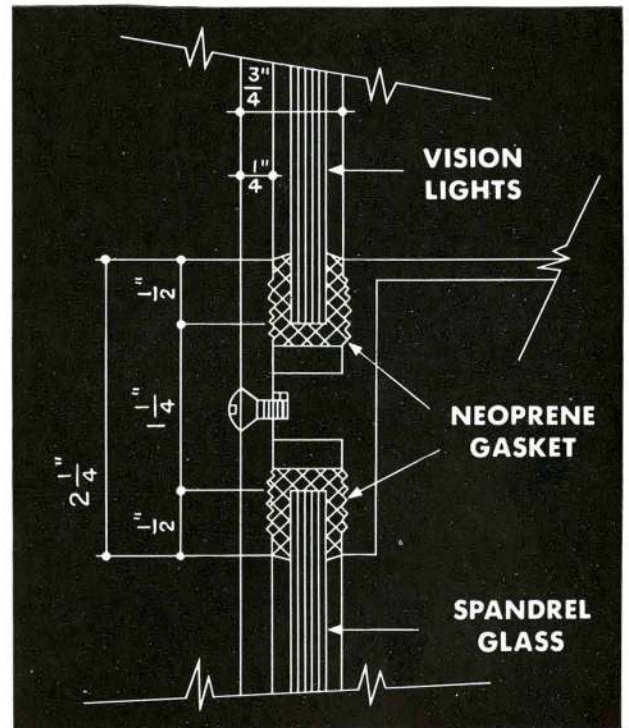 3/4"
1/4"
VISION
LIGHTS
1/2"
1 1/4"
2 1/4"
1/2"
NEOPRENE
GASKET
SPANDREL
GLASS